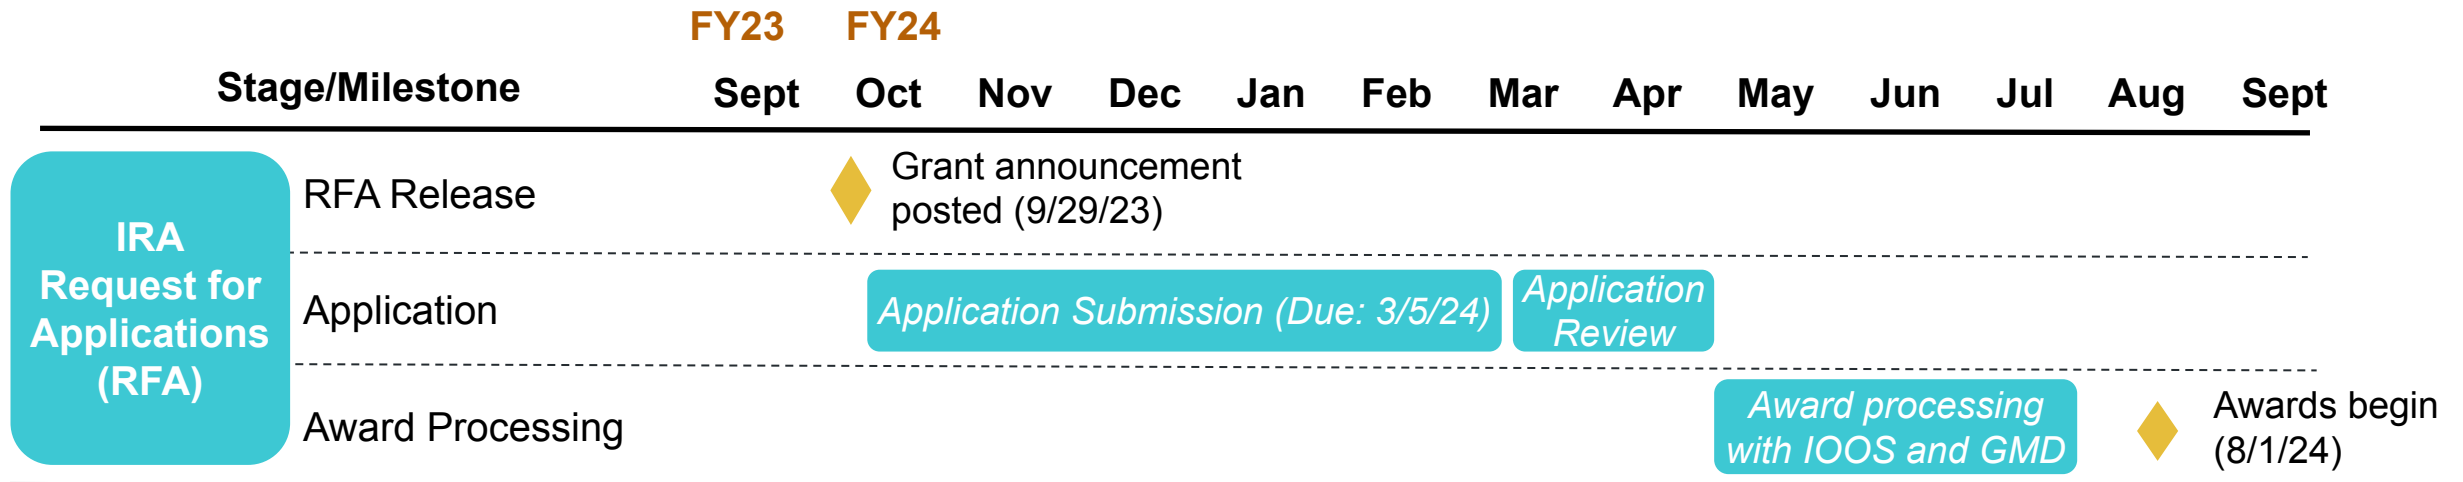 FY23 FY24
Stage/Milestone Sept Oct Nov Dec Jan Feb Mar Apr May Jun Jul Aug Sept
IRA
Request for
Applications
(RFA)
RFA Release
Grant announcement
posted (9/29/23)
Application
Application Submission (Due: 3/5/24)
Application
Review
Award Processing
Award processing
with IOOS and GMD
Awards begin
(8/1/24)